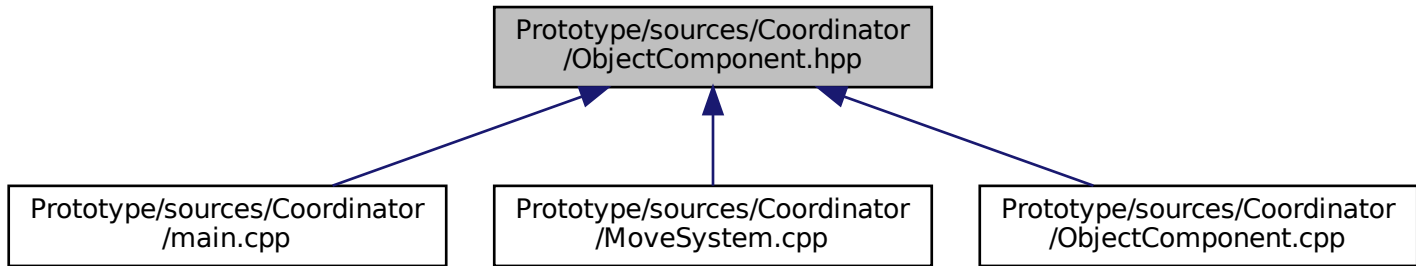 Prototype/sources/Coordinator
/ObjectComponent.hpp
Prototype/sources/Coordinator
/main.cpp
Prototype/sources/Coordinator
/MoveSystem.cpp
Prototype/sources/Coordinator
/ObjectComponent.cpp